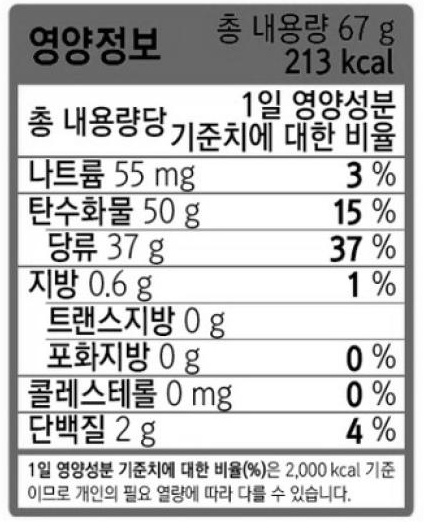 영양정보 총 내용량 67 g
213 kcal
총 내용량당 1일 영양성분
기준치에 대한 비율
나트륨 55 mg 3 %
탄수화물 50 g 15 %
당류 37 g 37 %
지방 0.6 g 1 %
트랜스지방 0 g
포화지방 0 g 0 %
콜레스테롤 0 mg 0 %
단백질 2 g 4 %
1일 영양성분 기준치에 대한 비율(%)은 2,000 kcal 기준
이므로 개인의 필요 열량에 따라 다를 수 있습니다.